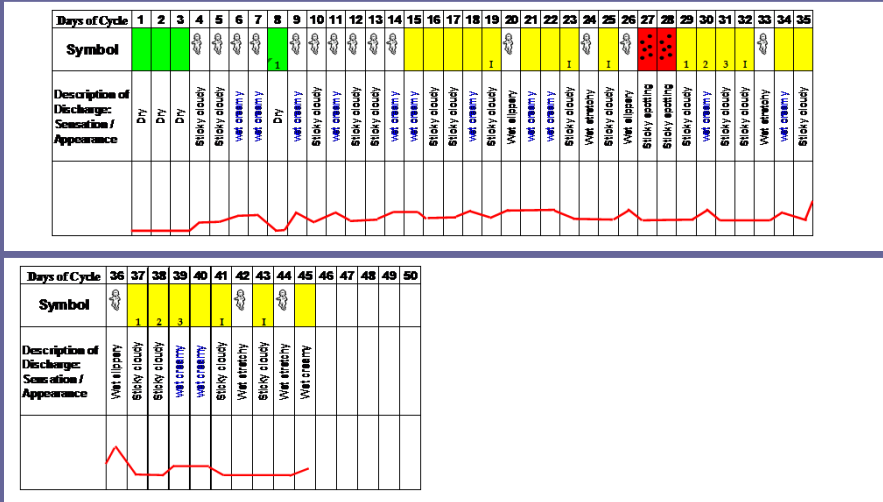 Days of Cycle 1 2 3 4 5 6 7 8 9 10 11 12 13 14 15 16 17 18 19 20 21 22 23 24 25 26 27 28 29 30 31 32 33 34 35
Symbol
1 I I I 1 2 3 I
Description of
Discharge:
Sensation /
Appearance
Dry
Dry
Dry
Sticky cloudy
Sticky cloudy
wet creamy
wet creamy
Dry
wet creamy
Sticky cloudy
wet creamy
Sticky cloudy
Sticky cloudy
wet creamy
wet creamy
Sticky cloudy
Sticky cloudy
wet creamy
Sticky cloudy
Wet slippery
wet creamy
wet creamy
Sticky cloudy
Wet stretchy
Sticky cloudy
Wet slippery
Sticky spotting
Sticky spotting
Sticky cloudy
wet creamy
Sticky cloudy
Sticky cloudy
Wet stretchy
wet creamy
Sticky cloudy
Days of Cycle 36 37 38 39 40 41 42 43 44 45 46 47 48 49 50
Symbol
1 2 3 I I
Description of
Discharge:
Sensation /
Appearance
Wet slippery
Sticky cloudy
Sticky cloudy
wet creamy
wet creamy
Sticky cloudy
Wet stretchy
Sticky cloudy
Wet stretchy
Wet creamy